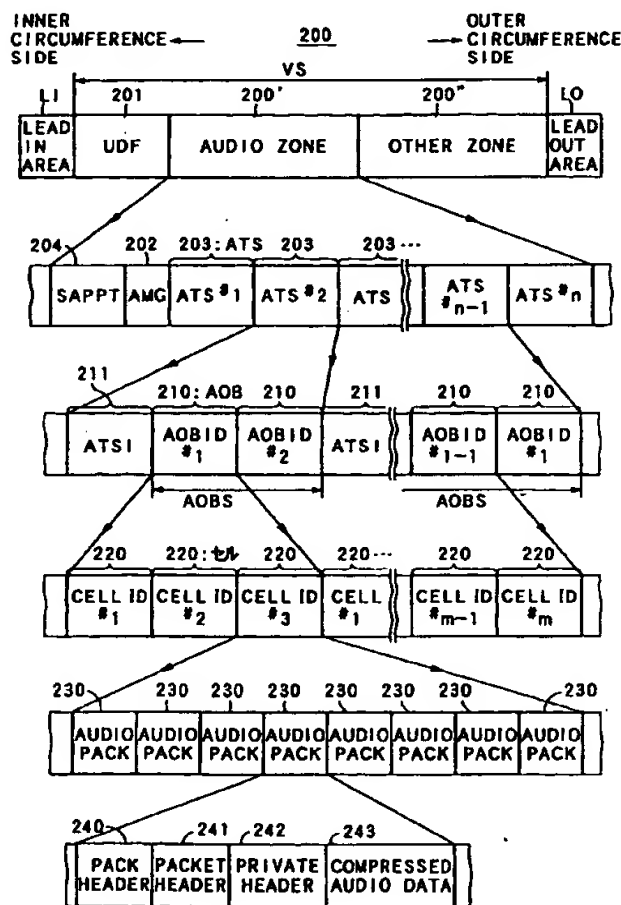 INNER CIRCUMFERENCE SIDE
200
OUTER CIRCUMFERENCE SIDE
VS
LI 201 200' 200" LO
LEAD IN AREA UDF AUDIO ZONE OTHER ZONE LEAD OUT AREA
204 202 203:ATS 203 203...
SAPPT AMG ATS #1 ATS #2 ATS ATS #n-1 ATS #n
211 210:AOB 210 211 210 210
ATSI AOBID #1 AOBID #2 ATSI AOBID #1-1 AOBID #1
AOBS AOBS
220 220:セル 220 220... 220 220
CELL ID #1 CELL ID #2 CELL ID #3 CELL #1 CELL ID #m-1 CELL ID #m
230 230 230 230 230 230 230 230
AUDIO PACK AUDIO PACK AUDIO PACK AUDIO PACK AUDIO PACK AUDIO PACK AUDIO PACK AUDIO PACK
240 241 242 243
PACK HEADER PACKET HEADER PRIVATE HEADER COMPRESSED AUDIO DATA